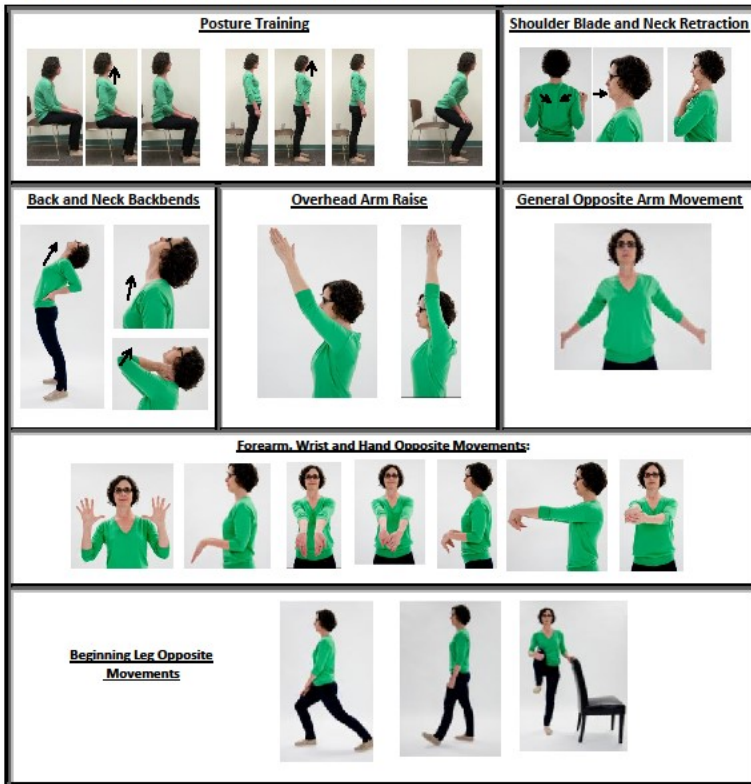 Posture Training
Shoulder Blade and Neck Retraction
Back and Neck Backbends
Overhead Arm Raise
General Opposite Arm Movement
Forearm, Wrist and Hand Opposite Movements:
Beginning Leg Opposite
Movements